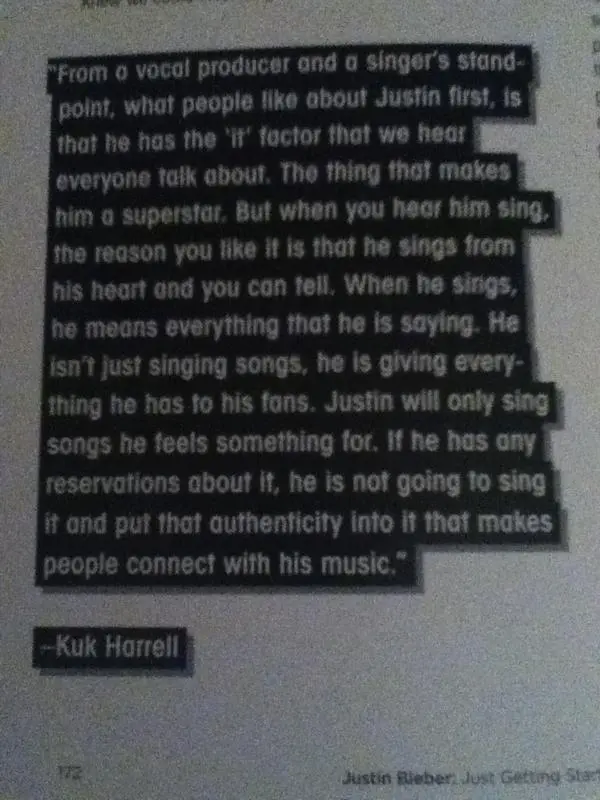 "From a vocal producer and a singer's stand-
point, what people like about Justin first, is
that he has the 'it' factor that we hear
everyone talk about. The thing that makes
him a superstar. But when you hear him sing,
the reason you like it is that he sings from
his heart and you can tell. When he sings,
he means everything that he is saying. He
isn't just singing songs, he is giving every-
thing he has to his fans. Justin will only sing
songs he feels something for. If he has any
reservations about it, he is not going to sing
it and put that authenticity into it that makes
people connect with his music."
–Kuk Harrell
172
Justin Bieber: Just Getting Start